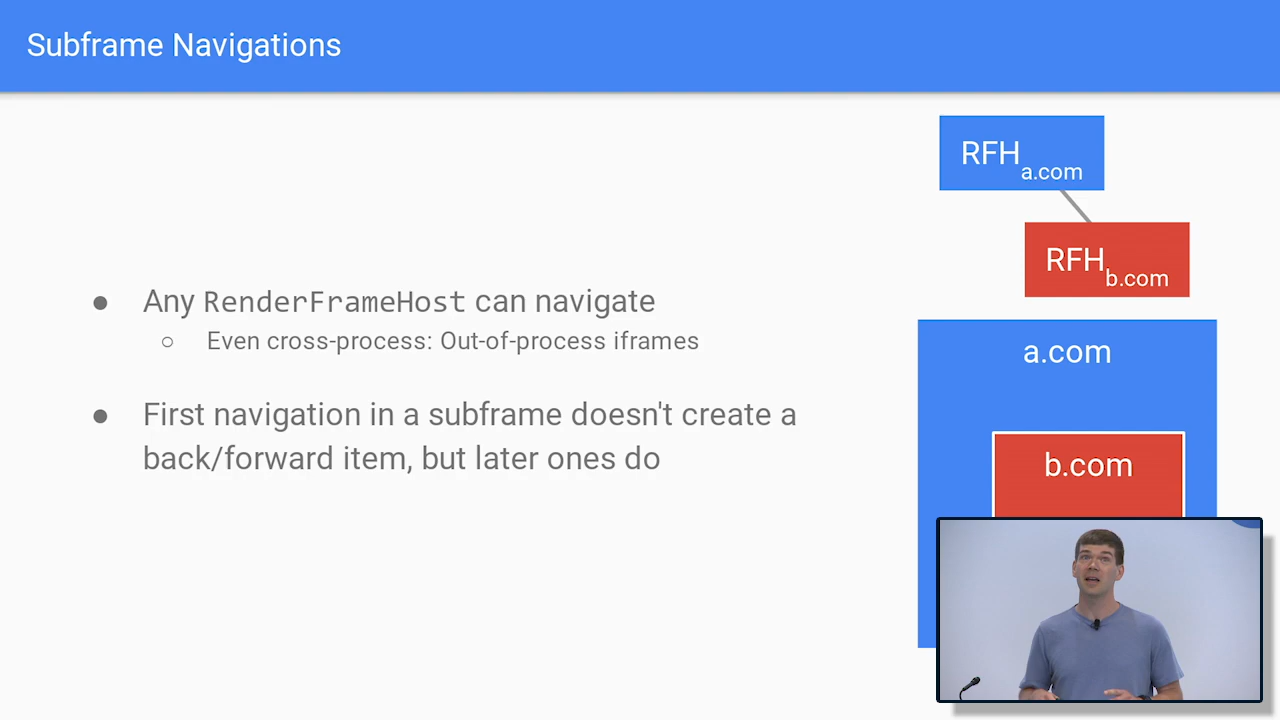 Subframe Navigations
RFH a.com
RFH b.com
● Any RenderFrameHost can navigate
○ Even cross-process: Out-of-process iframes
● First navigation in a subframe doesn't create a
back/forward item, but later ones do
a.com
b.com